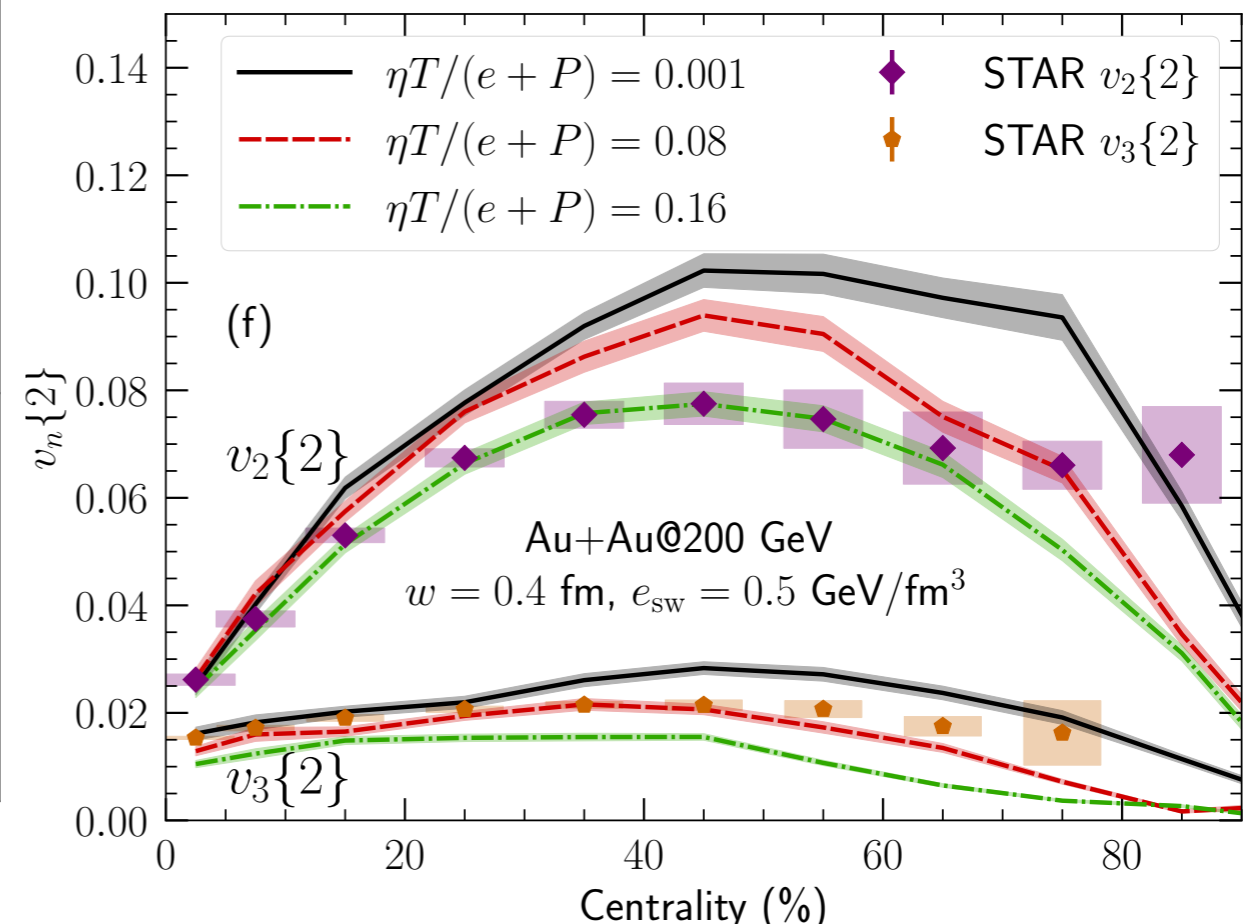 ηT/(e + P) = 0.001
ηT/(e + P) = 0.08
ηT/(e + P) = 0.16
STAR v₂{2}
STAR v₃{2}
(f)
v₂{2}
Au+Au@200 GeV
w = 0.4 fm, e_sw = 0.5 GeV/fm³
v₃{2}
vₙ{2}
0.14
0.12
0.10
0.08
0.06
0.04
0.02
0.00
0 20 40 60 80
Centrality (%)